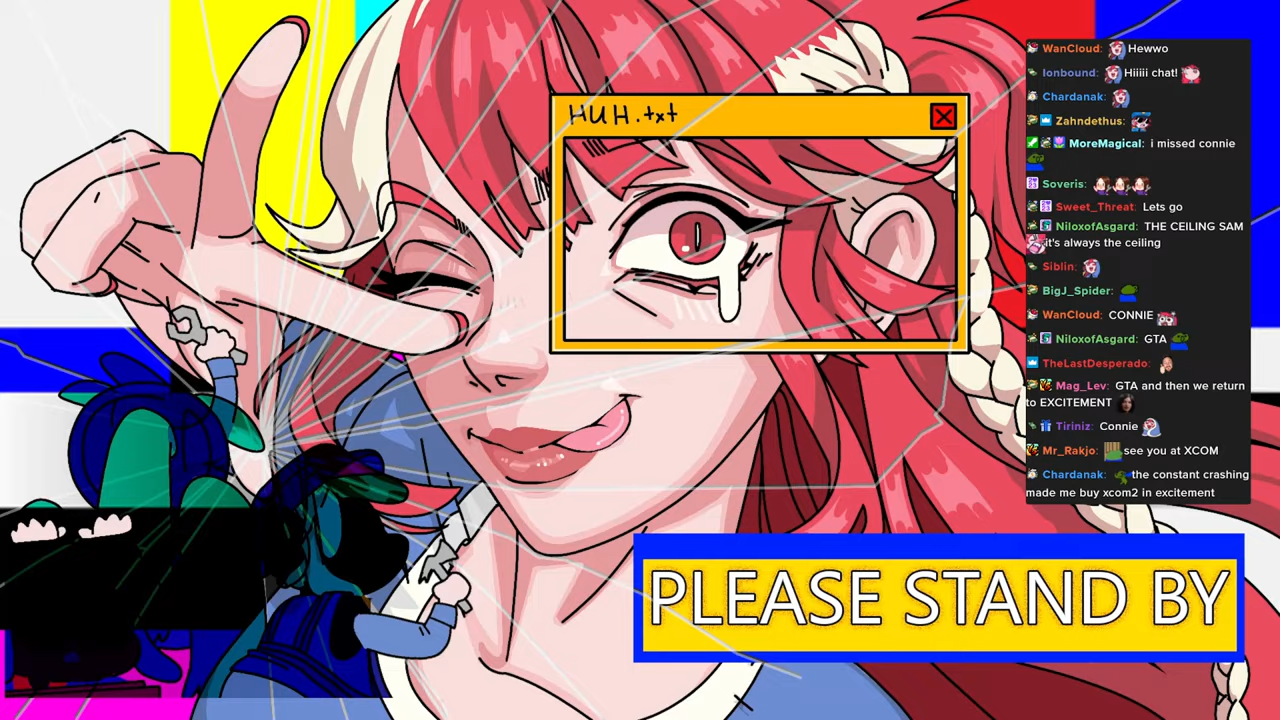 HUH.txt
WanCloud: Hewwo
Ionbound: Hiiiii chat!
Chardanak:
Zahndethus:
MoreMagical: i missed connie
Soveris:
Sweet_Threat: Lets go
NiloxofAsgard: THE CEILING SAM
it's always the ceiling
Siblin:
BigJ_Spider:
WanCloud: CONNIE
NiloxofAsgard: GTA
TheLastDesperado:
Mag_Lev: GTA and then we return
to EXCITEMENT
Tiriniz: Connie
Mr_Rakjo: see you at XCOM
Chardanak: the constant crashing
made me buy xcom2 in excitement
PLEASE STAND BY